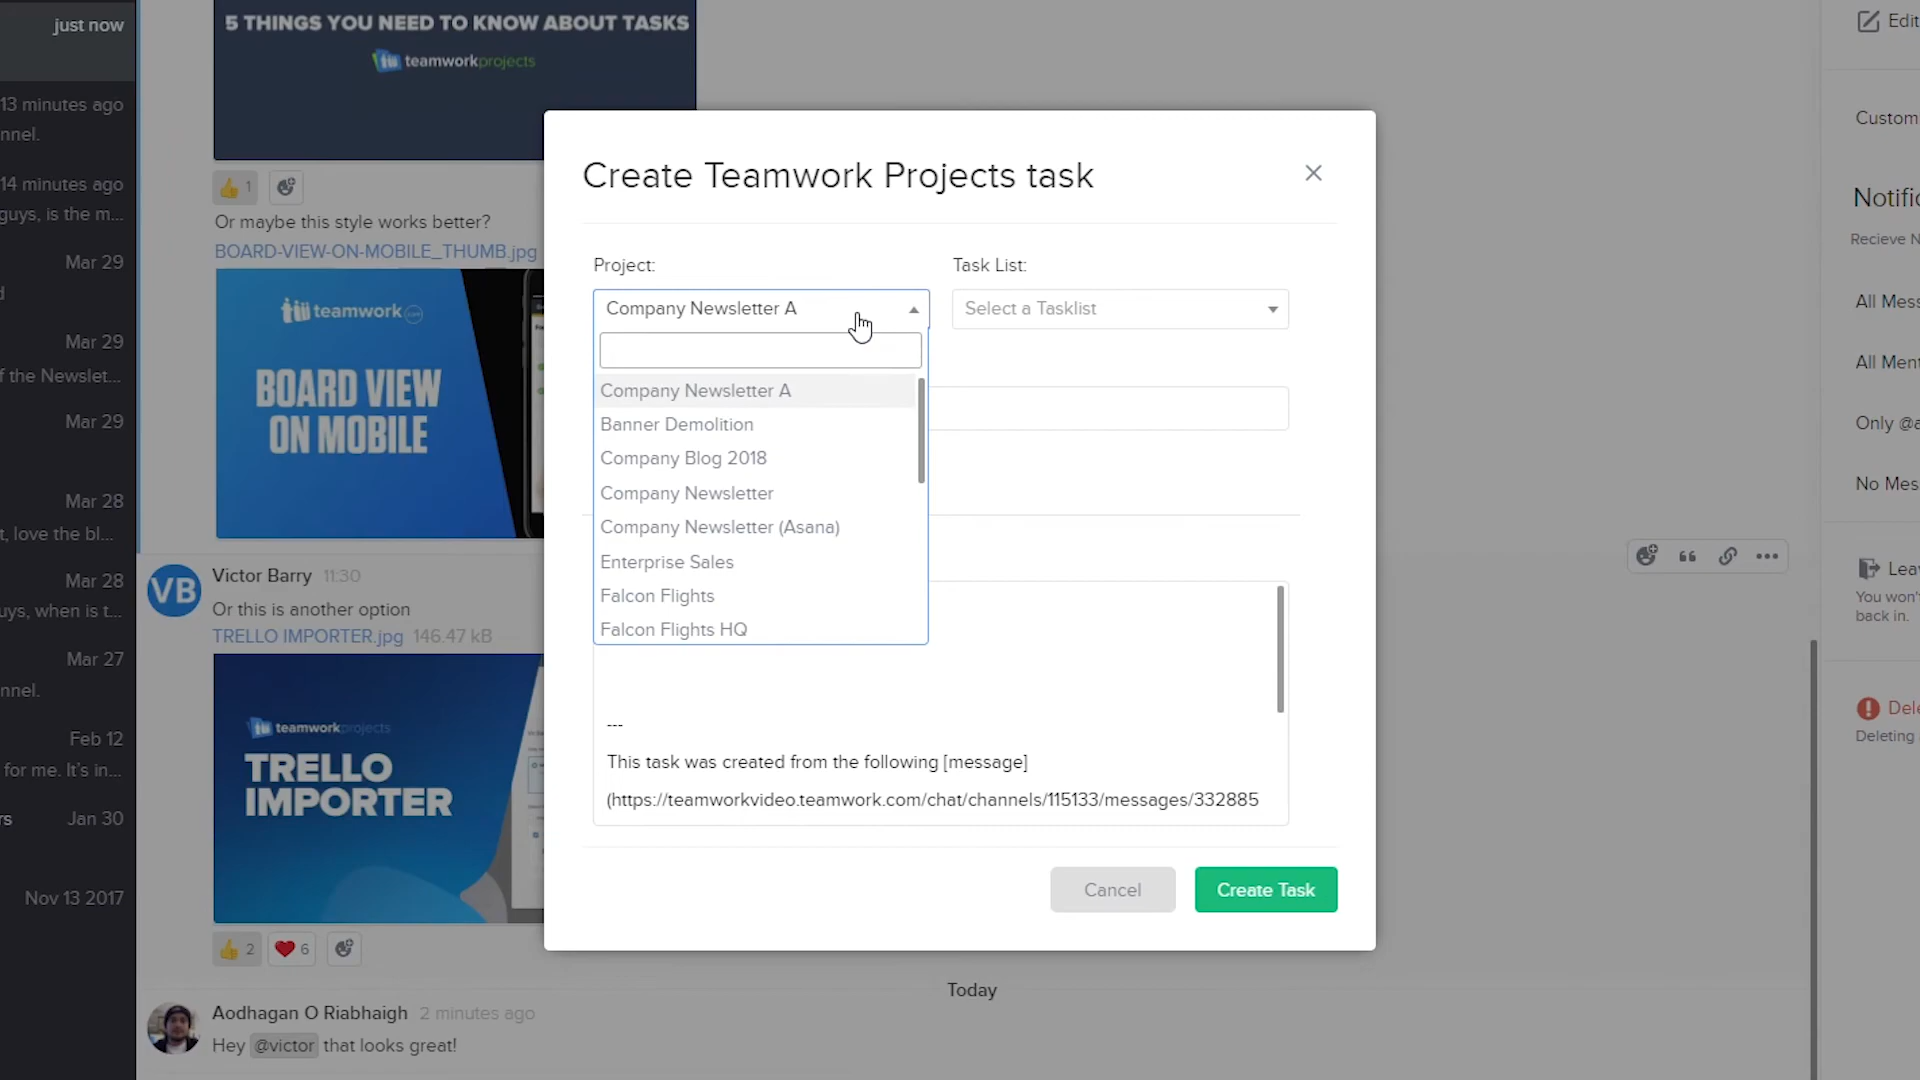 just now
13 minutes ago
nnel.
14 minutes ago
guys, is the m...
Mar 29
d
Mar 29
f the Newslet...
Mar 29
Mar 28
t, love the bl...
Mar 28
uys, when is t...
Mar 27
nnel.
Feb 12
for me. It's in...
rs Jan 30
Nov 13 2017
5 THINGS YOU NEED TO KNOW ABOUT TASKS
teamworkprojects
1
Or maybe this style works better?
BOARD-VIEW-ON-MOBILE_THUMB.jpg
teamwork.com
BOARD VIEW
ON MOBILE
VB
Victor Barry 11:30
Or this is another option
TRELLO IMPORTER.jpg 146.47 kB
teamworkprojects
TRELLO
IMPORTER
2 6
Today
Aodhagan O Riabhaigh 2 minutes ago
Hey @victor that looks great!
Create Teamwork Projects task
Project:
Task List:
Company Newsletter A
Select a Tasklist
Company Newsletter A
Banner Demolition
Company Blog 2018
Company Newsletter
Company Newsletter (Asana)
Enterprise Sales
Falcon Flights
Falcon Flights HQ
---
This task was created from the following [message]
(https://teamworkvideo.teamwork.com/chat/channels/115133/messages/332885
Cancel
Create Task
Edit
Custom
Notific
Recieve N
All Mess
All Ment
Only @a
No Mes
Leav
You won't
back in.
Dele
Deleting